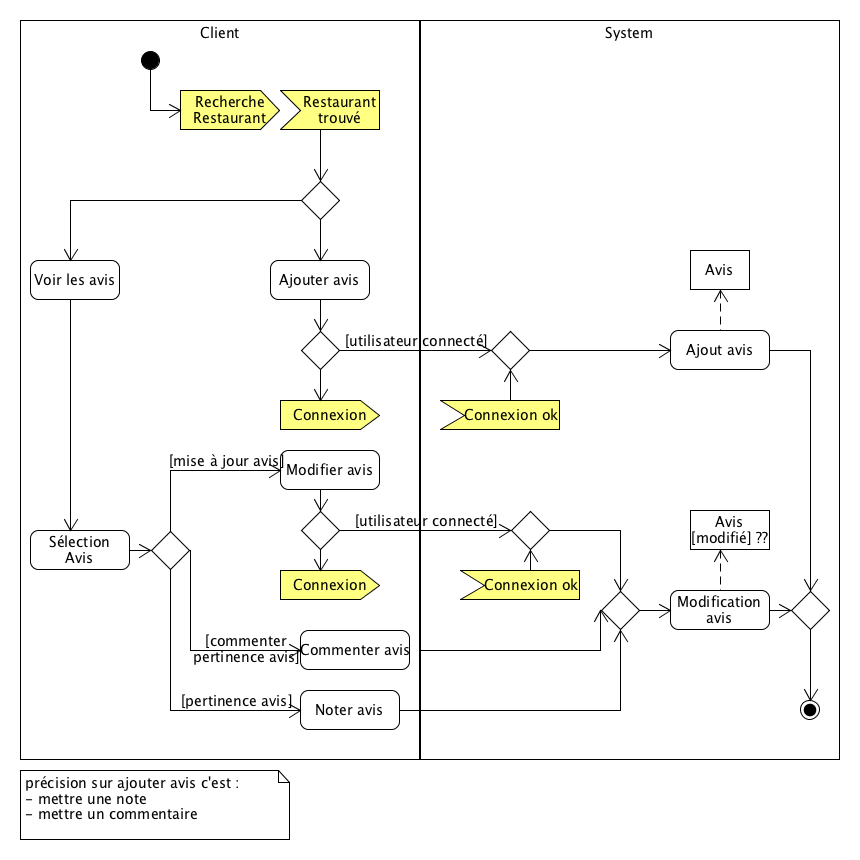 Client
System
Recherche
Restaurant
Restaurant
trouvé
Voir les avis
Ajouter avis
Avis
[utilisateur connecté]
Ajout avis
Connexion
Connexion ok
[mise à jour avis]
Modifier avis
Sélection
Avis
[utilisateur connecté]
Avis
[modifié] ??
Connexion
Connexion ok
Modification
avis
[commenter
pertinence avis]
Commenter avis
[pertinence avis]
Noter avis
précision sur ajouter avis c'est :
- mettre une note
- mettre un commentaire